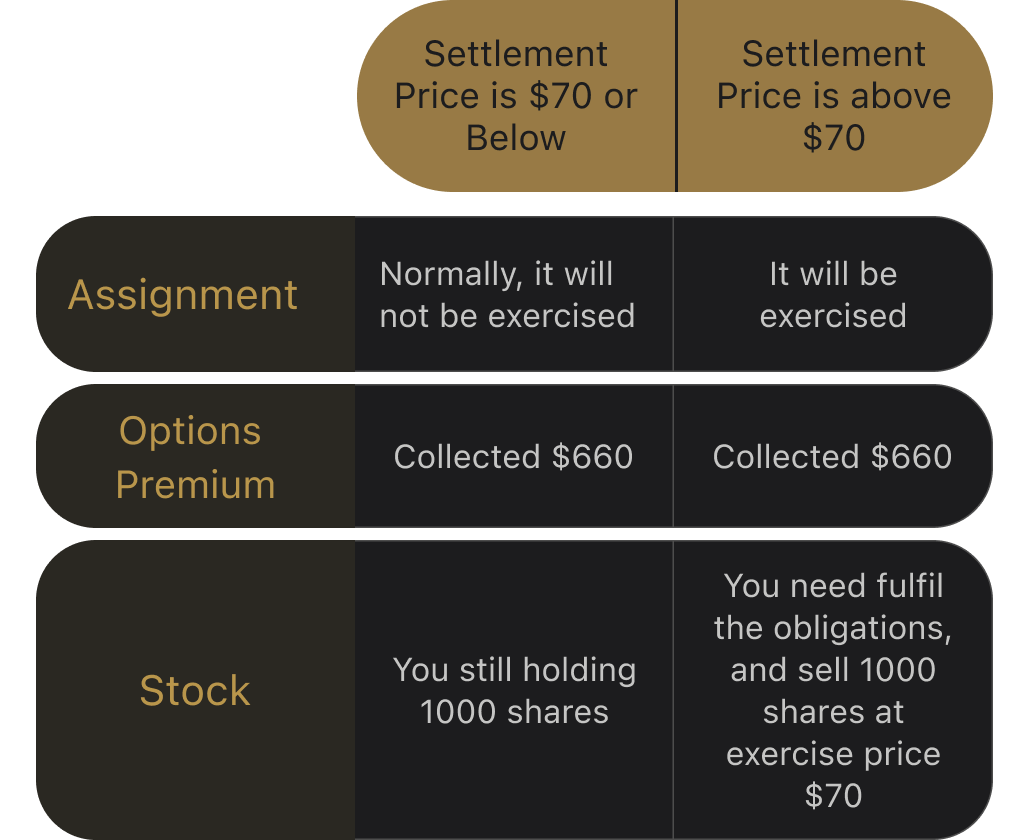 Settlement
Price is $70 or
Below
Settlement
Price is above
$70
Assignment
Normally, it will
not be exercised
It will be
exercised
Options
Premium
Collected $660
Collected $660
Stock
You still holding
1000 shares
You need fulfil
the obligations,
and sell 1000
shares at
exercise price
$70